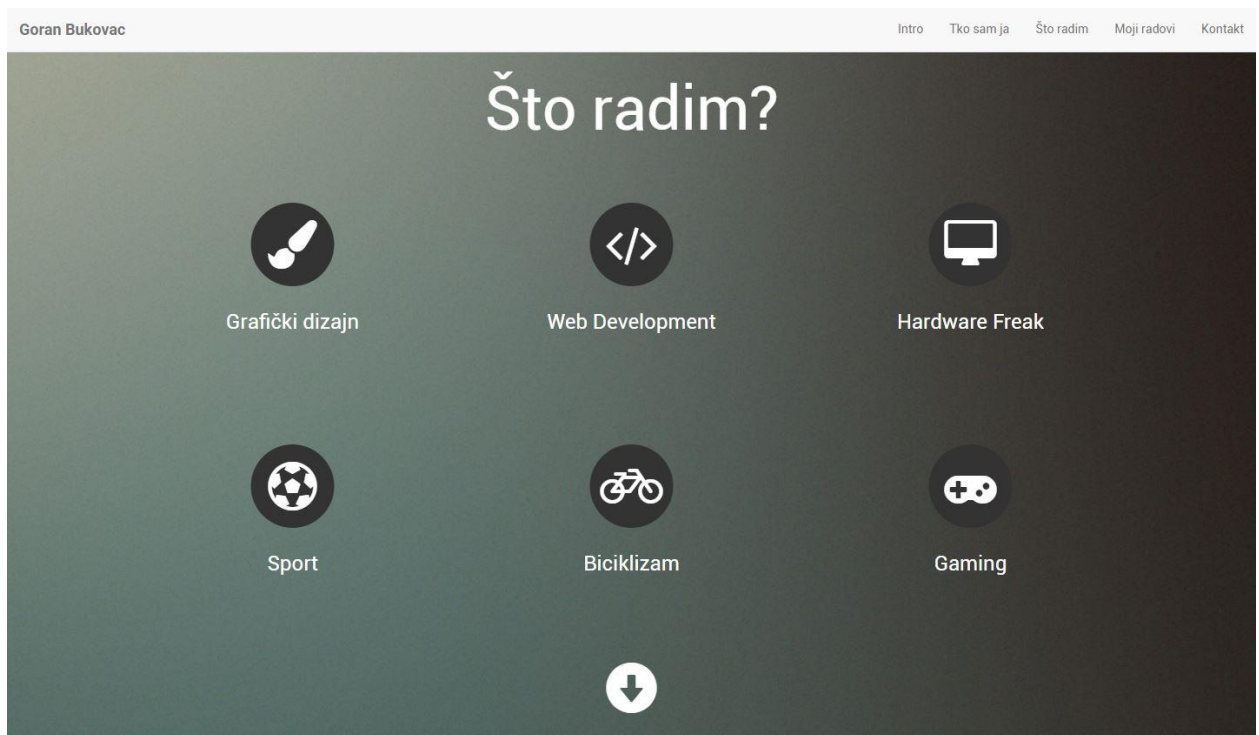 Goran Bukovac
Intro Tko sam ja Što radim Moji radovi Kontakt
Što radim?
Grafički dizajn
Web Development
Hardware Freak
Sport
Biciklizam
Gaming